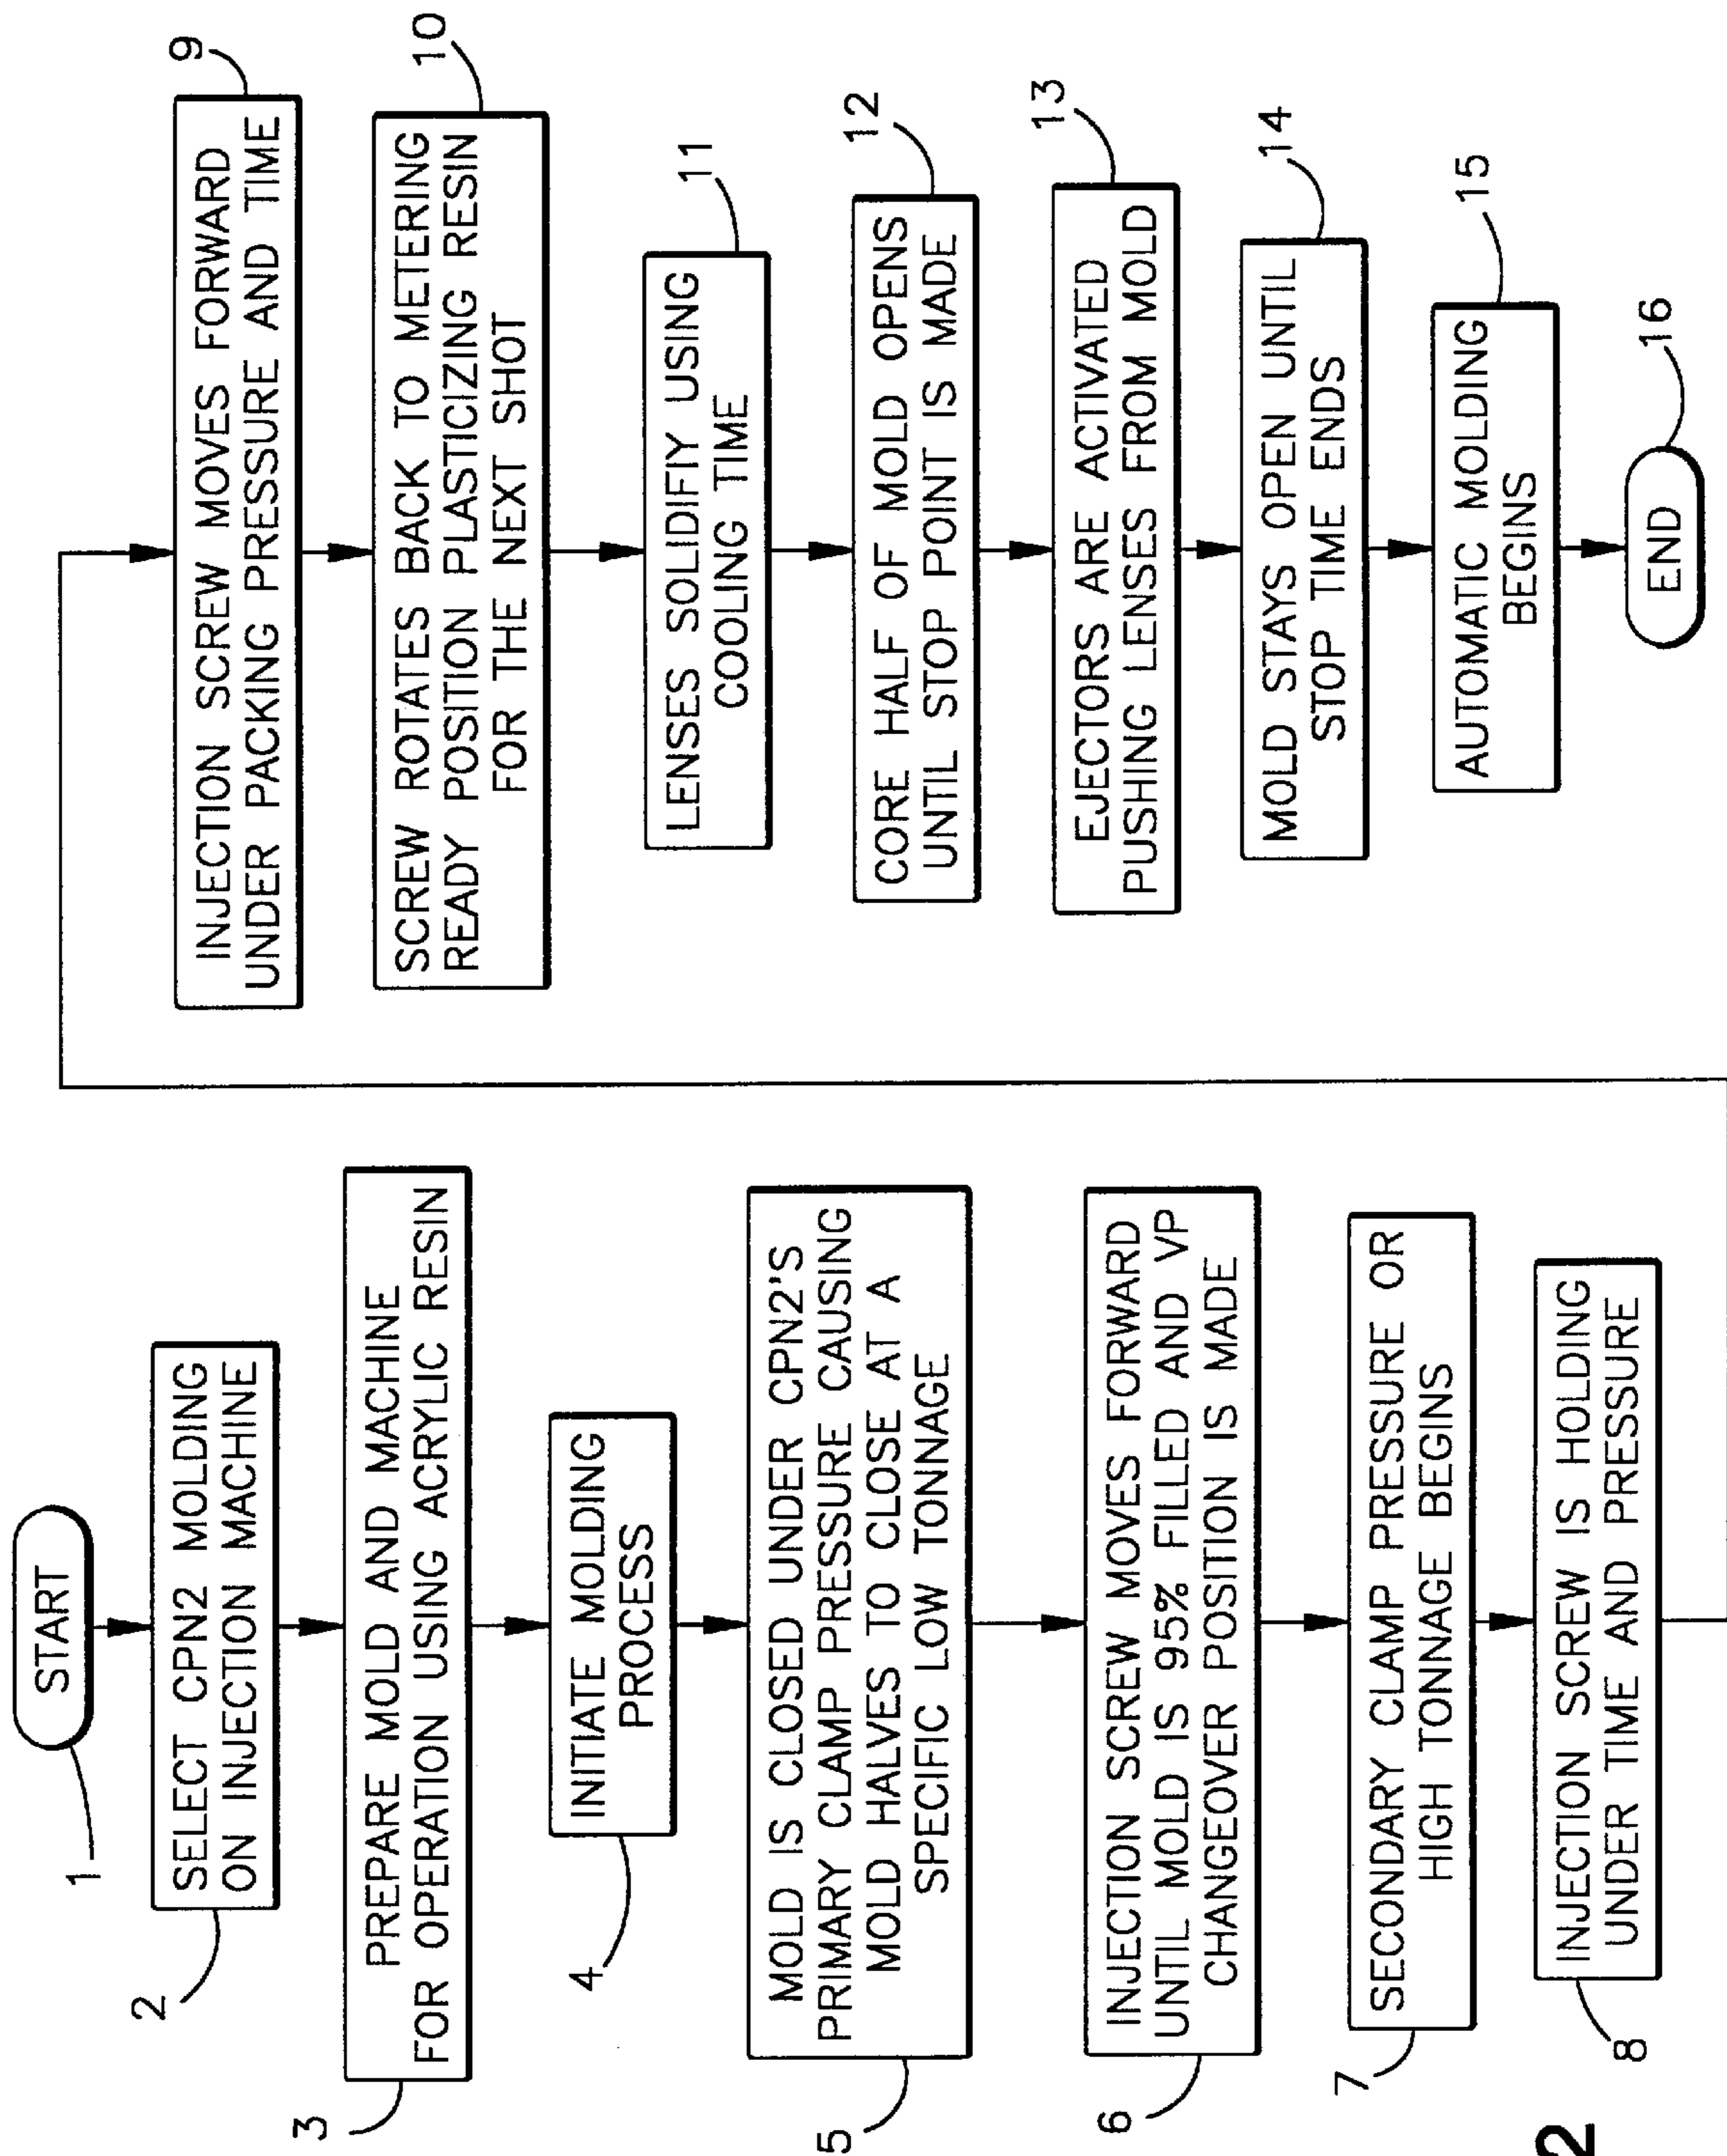 START
1
SELECT CPN2 MOLDING
ON INJECTION MACHINE
2
PREPARE MOLD AND MACHINE
FOR OPERATION USING ACRYLIC RESIN
3
INITIATE MOLDING
PROCESS
4
MOLD IS CLOSED UNDER CPN2'S
PRIMARY CLAMP PRESSURE CAUSING
MOLD HALVES TO CLOSE AT A
SPECIFIC LOW TONNAGE
5
INJECTION SCREW MOVES FORWARD
UNTIL MOLD IS 95% FILLED AND VP
CHANGEOVER POSITION IS MADE
6
SECONDARY CLAMP PRESSURE OR
HIGH TONNAGE BEGINS
7
INJECTION SCREW IS HOLDING
UNDER TIME AND PRESSURE
8
INJECTION SCREW MOVES FORWARD
UNDER PACKING PRESSURE AND TIME
9
SCREW ROTATES BACK TO METERING
READY POSITION PLASTICIZING RESIN
FOR THE NEXT SHOT
10
LENSES SOLIDIFIY USING
COOLING TIME
11
CORE HALF OF MOLD OPENS
UNTIL STOP POINT IS MADE
12
EJECTORS ARE ACTIVATED
PUSHING LENSES FROM MOLD
13
MOLD STAYS OPEN UNTIL
STOP TIME ENDS
14
AUTOMATIC MOLDING
BEGINS
15
END
16
2